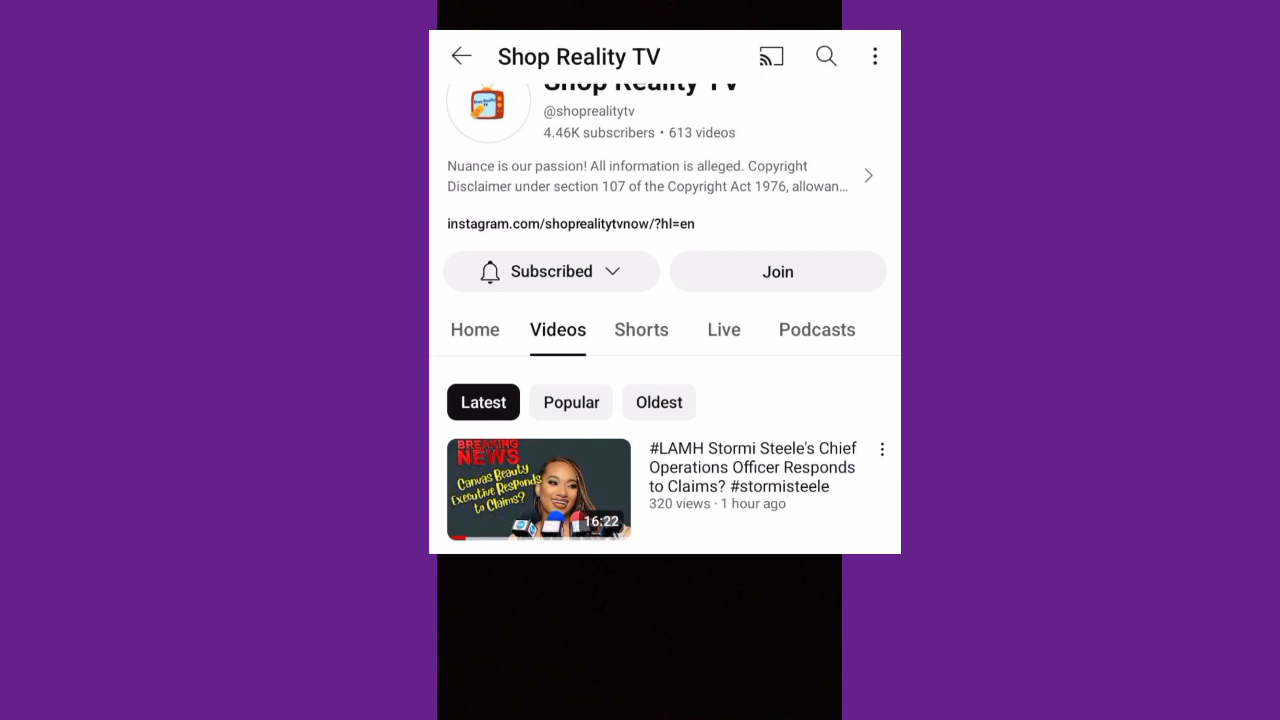 Shop Reality TV
Shop Reality TV
@shoprealitytv
4.46K subscribers • 613 videos
Nuance is our passion! All information is alleged. Copyright
Disclaimer under section 107 of the Copyright Act 1976, allowan...
instagram.com/shoprealitytvnow/?hl=en
Subscribed
Join
Home
Videos
Shorts
Live
Podcasts
Latest
Popular
Oldest
BREAKING
NEWS
Canvas Beauty
Executive Responds
to Claims?
16:22
#LAMH Stormi Steele's Chief
Operations Officer Responds
to Claims? #stormisteele
320 views · 1 hour ago